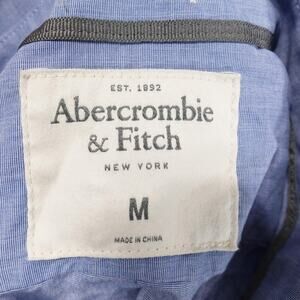 EST. 1892
Abercrombie
& Fitch
NEW YORK
M
MADE IN CHINA